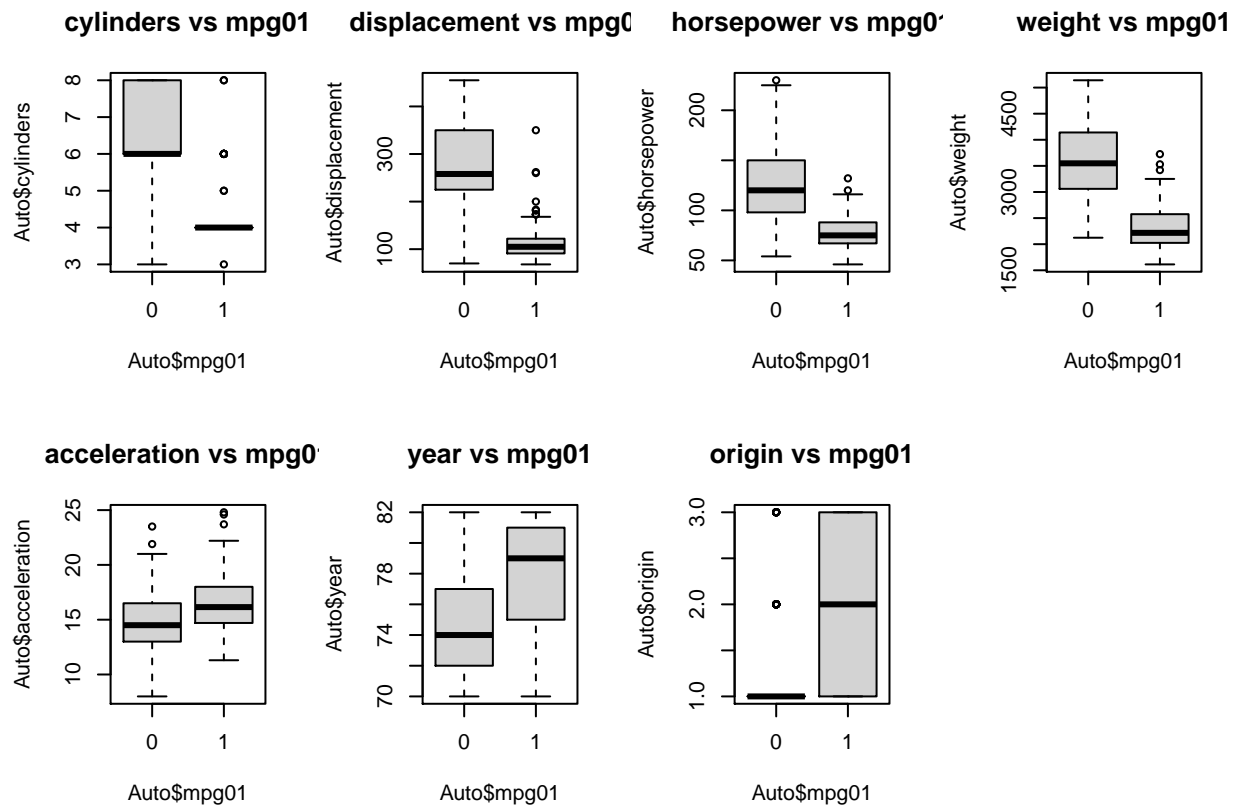 cylinders vs mpg01
Auto$cylinders
8
7
6
5
4
3
0 1
Auto$mpg01
displacement vs mpg0
Auto$displacement
300
100
0 1
Auto$mpg01
horsepower vs mpg0
Auto$horsepower
200
100
50
0 1
Auto$mpg01
weight vs mpg01
Auto$weight
4500
3000
1500
0 1
Auto$mpg01
acceleration vs mpg0
Auto$acceleration
25
20
15
10
0 1
Auto$mpg01
year vs mpg01
Auto$year
82
78
74
70
0 1
Auto$mpg01
origin vs mpg01
Auto$origin
3.0
2.0
1.0
0 1
Auto$mpg01